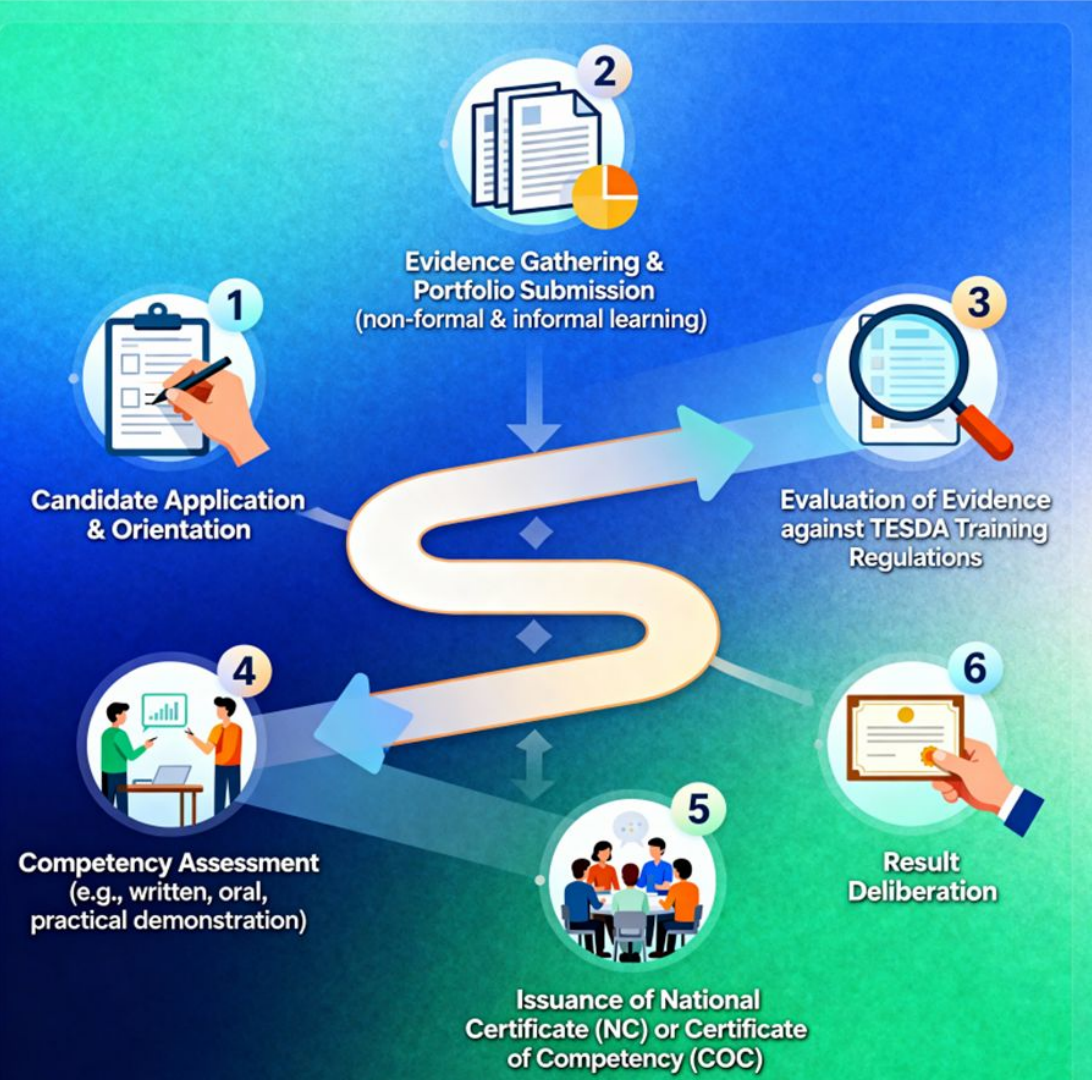 1
Candidate Application
& Orientation
2
Evidence Gathering &
Portfolio Submission
(non-formal & informal learning)
3
Evaluation of Evidence
against TESDA Training
Regulations
4
Competency Assessment
(e.g., written, oral,
practical demonstration)
5
Issuance of National
Certificate (NC) or Certificate
of Competency (COC)
6
Result
Deliberation